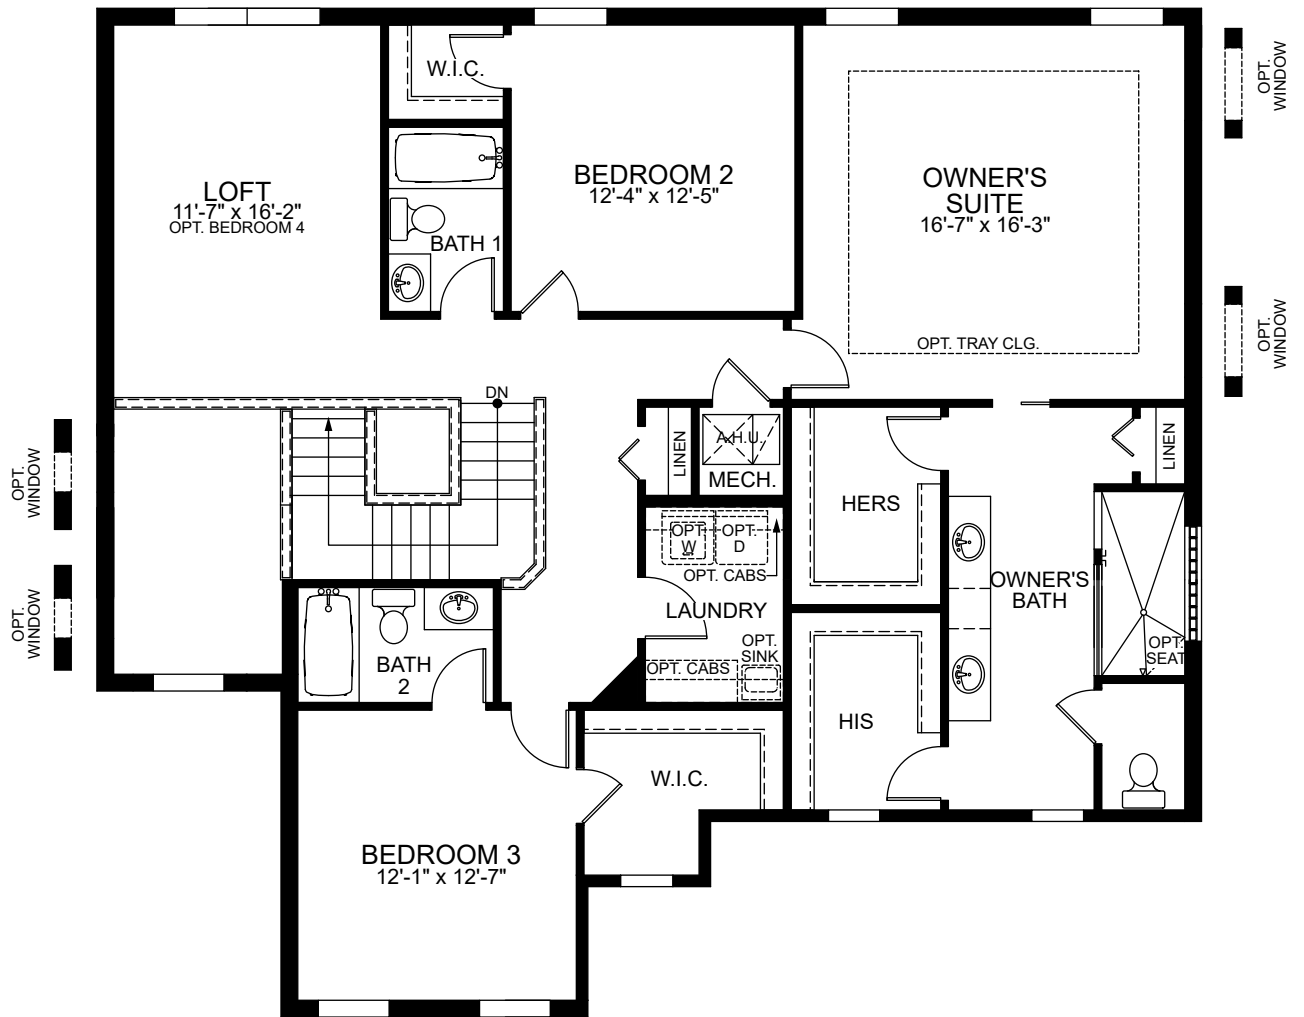 W.I.C.
OPT.
WINDOW
LOFT
11'-7" x 16'-2"
OPT. BEDROOM 4
BATH 1
BEDROOM 2
12'-4" x 12'-5"
OWNER'S
SUITE
16'-7" x 16'-3"
OPT. TRAY CLG.
OPT.
WINDOW
DN
LINEN
A.H.U.
MECH.
LINEN
OPT.
WINDOW
HERS
OPT.
W
OPT.
D
OPT. CABS
LAUNDRY
OPT.
SINK
OPT. CABS
OWNER'S
BATH
OPT.
SEAT
OPT.
WINDOW
BATH
2
HIS
W.I.C.
BEDROOM 3
12'-1" x 12'-7"